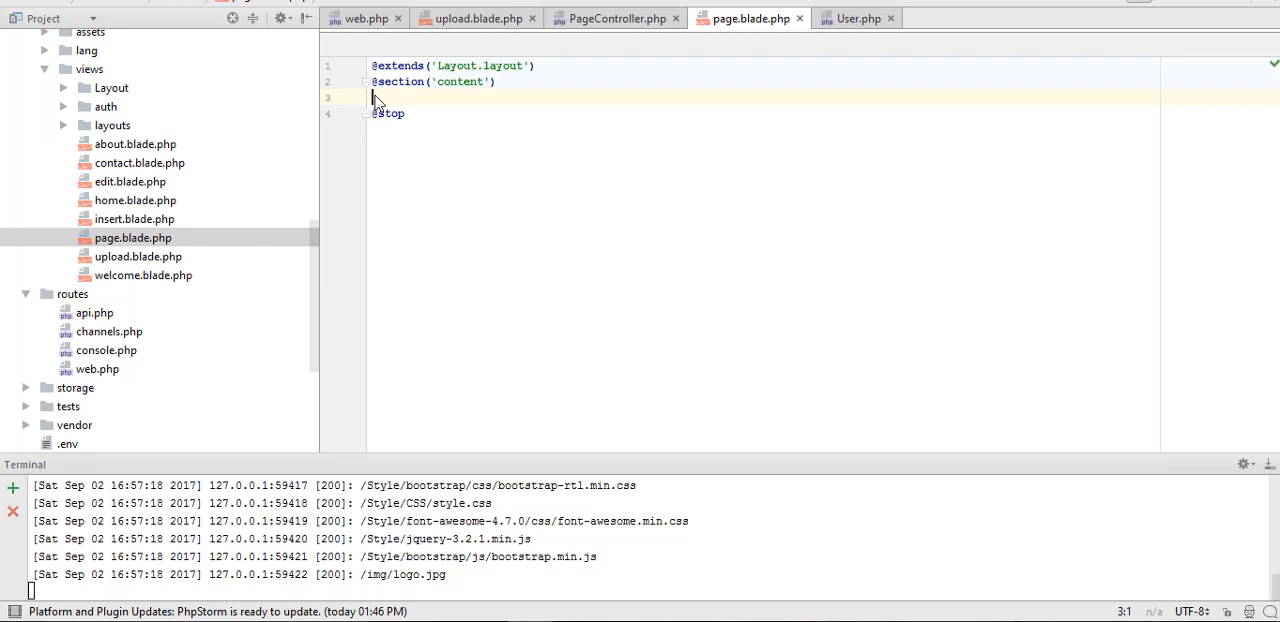 Project
web.php
upload.blade.php
PageController.php
page.blade.php
User.php
assets
lang
views
Layout
auth
layouts
about.blade.php
contact.blade.php
edit.blade.php
home.blade.php
insert.blade.php
page.blade.php
upload.blade.php
welcome.blade.php
routes
api.php
channels.php
console.php
web.php
storage
tests
vendor
.env
1 @extends('Layout.layout')
2 @section('content')
3
4 @stop
Terminal
[Sat Sep 02 16:57:18 2017] 127.0.0.1:59417 [200]: /Style/bootstrap/css/bootstrap-rtl.min.css
[Sat Sep 02 16:57:18 2017] 127.0.0.1:59418 [200]: /Style/CSS/style.css
[Sat Sep 02 16:57:18 2017] 127.0.0.1:59419 [200]: /Style/font-awesome-4.7.0/css/font-awesome.min.css
[Sat Sep 02 16:57:18 2017] 127.0.0.1:59420 [200]: /Style/jquery-3.2.1.min.js
[Sat Sep 02 16:57:18 2017] 127.0.0.1:59421 [200]: /Style/bootstrap/js/bootstrap.min.js
[Sat Sep 02 16:57:18 2017] 127.0.0.1:59422 [200]: /img/logo.jpg
Platform and Plugin Updates: PhpStorm is ready to update. (today 01:46 PM)
3:1 n/a UTF-8